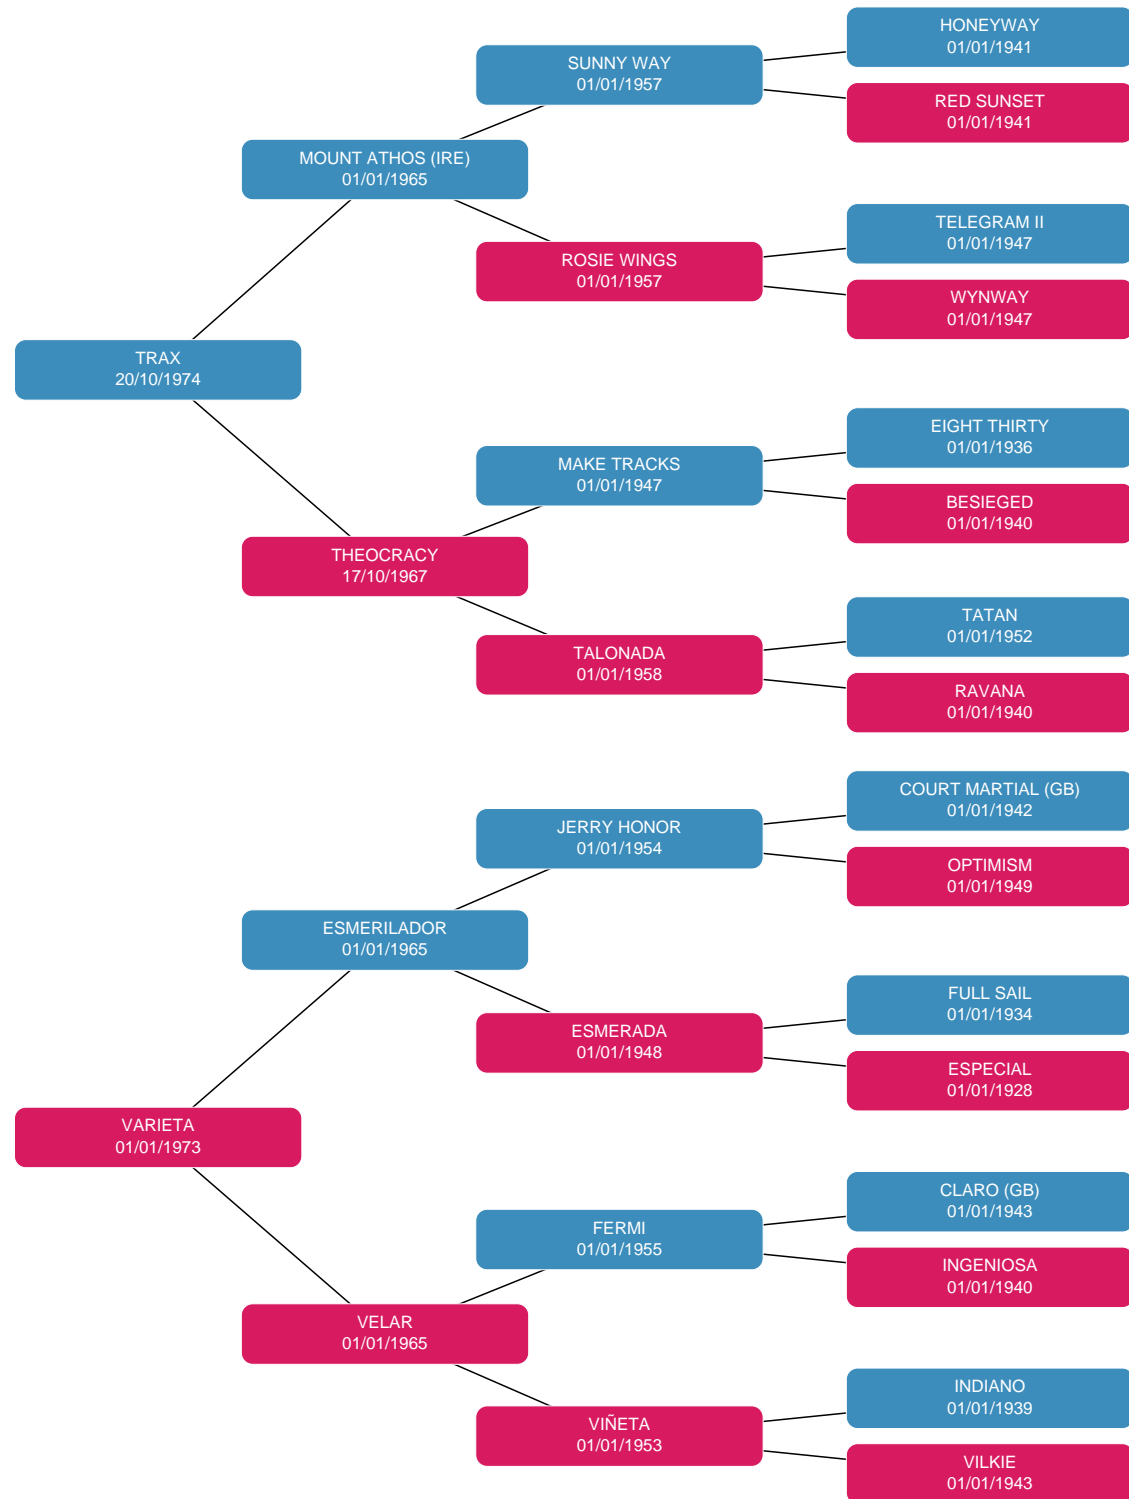 HONEYWAY
01/01/1941
SUNNY WAY
01/01/1957
RED SUNSET
01/01/1941
MOUNT ATHOS (IRE)
01/01/1965
TELEGRAM II
01/01/1947
ROSIE WINGS
01/01/1957
WYNWAY
01/01/1947
TRAX
20/10/1974
EIGHT THIRTY
01/01/1936
MAKE TRACKS
01/01/1947
BESIEGED
01/01/1940
THEOCRACY
17/10/1967
TATAN
01/01/1952
TALONADA
01/01/1958
RAVANA
01/01/1940
COURT MARTIAL (GB)
01/01/1942
JERRY HONOR
01/01/1954
OPTIMISM
01/01/1949
ESMERILADOR
01/01/1965
FULL SAIL
01/01/1934
ESMERADA
01/01/1948
ESPECIAL
01/01/1928
VARIETA
01/01/1973
CLARO (GB)
01/01/1943
FERMI
01/01/1955
INGENIOSA
01/01/1940
VELAR
01/01/1965
INDIANO
01/01/1939
VIÑETA
01/01/1953
VILKIE
01/01/1943